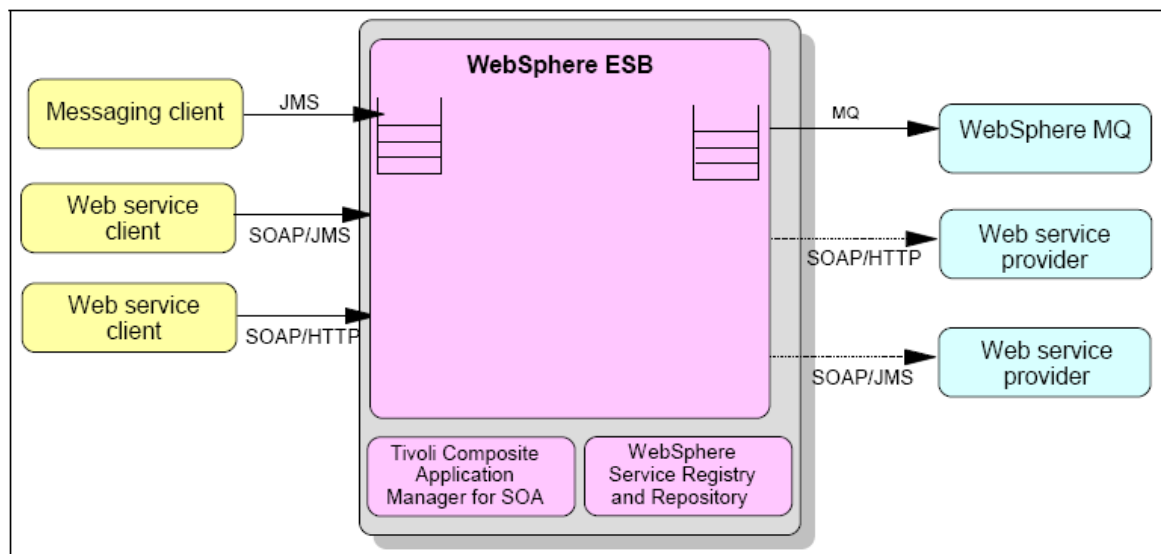 WebSphere ESB
Messaging client
JMS
Web service
client
SOAP/JMS
Web service
client
SOAP/HTTP
MQ
WebSphere MQ
SOAP/HTTP
Web service
provider
SOAP/JMS
Web service
provider
Tivoli Composite
Application
Manager for SOA
WebSphere
Service Registry
and Repository